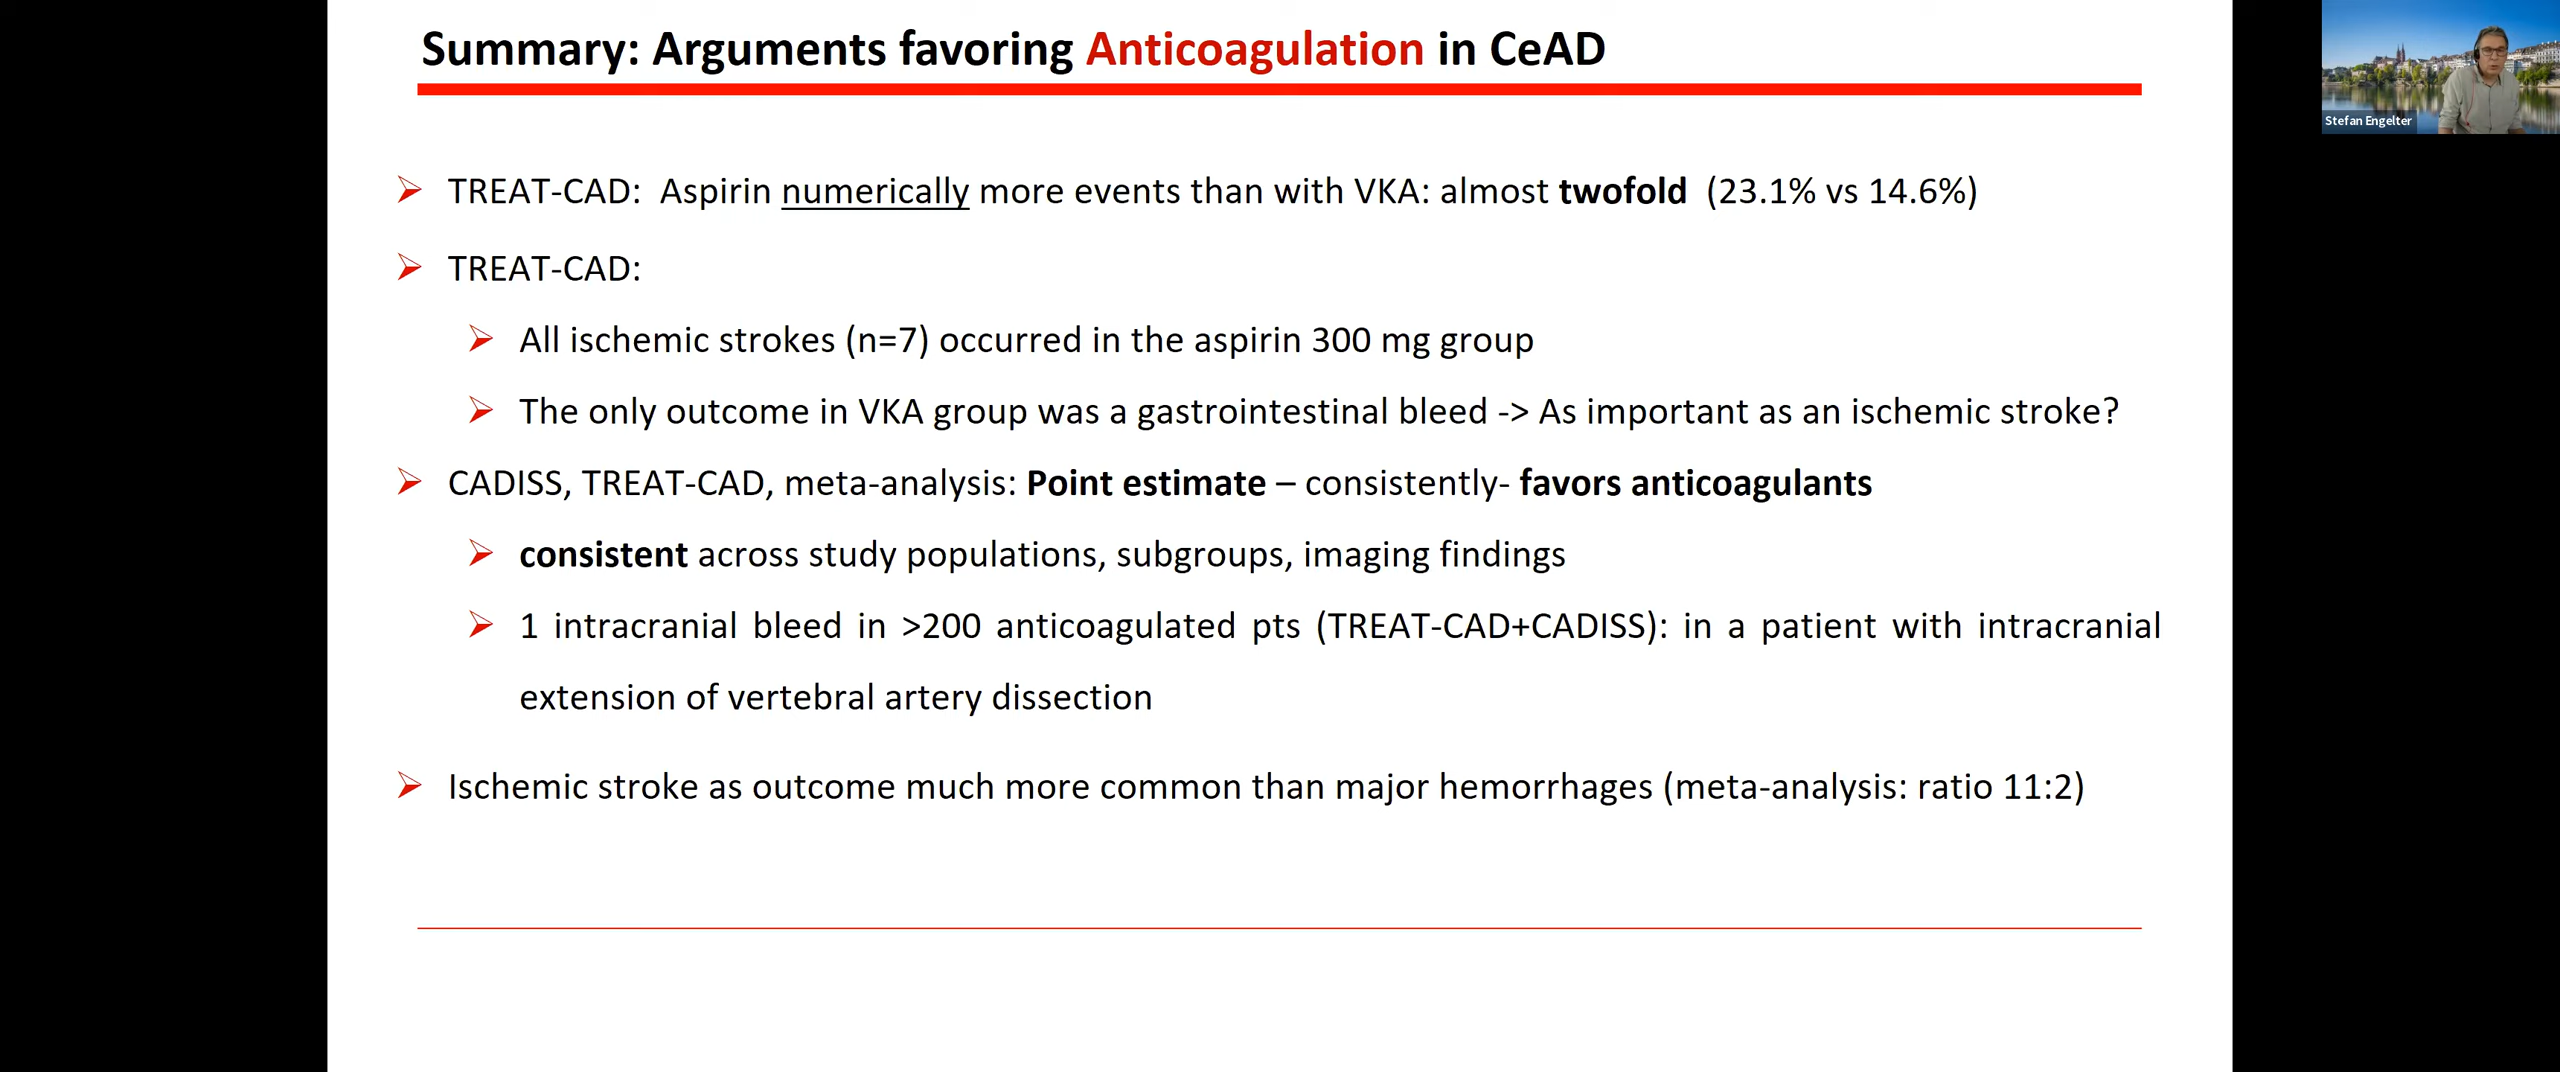 Summary: Arguments favoring Anticoagulation in CeAD
Stefan Engelter
TREAT-CAD: Aspirin numerically more events than with VKA: almost twofold (23.1% vs 14.6%)
TREAT-CAD:
All ischemic strokes (n=7) occurred in the aspirin 300 mg group
The only outcome in VKA group was a gastrointestinal bleed -> As important as an ischemic stroke?
CADISS, TREAT-CAD, meta-analysis: Point estimate – consistently- favors anticoagulants
consistent across study populations, subgroups, imaging findings
1 intracranial bleed in >200 anticoagulated pts (TREAT-CAD+CADISS): in a patient with intracranial
extension of vertebral artery dissection
Ischemic stroke as outcome much more common than major hemorrhages (meta-analysis: ratio 11:2)